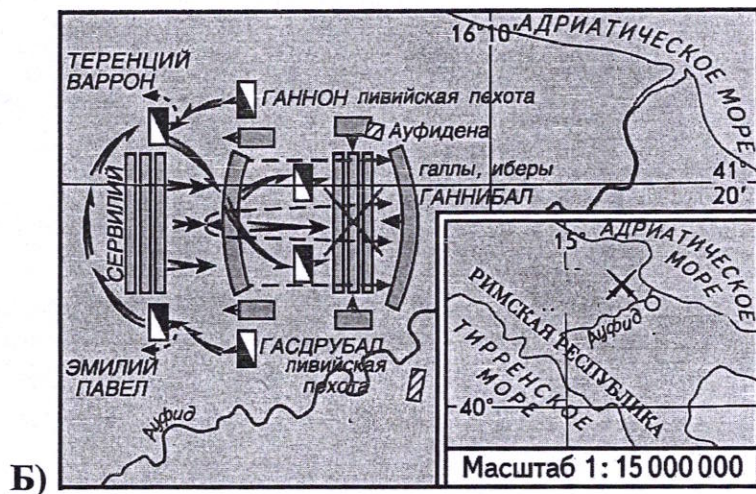 16°10'
АДРИАТИЧЕСКОЕ МОРЕ
ТЕРЕНЦИЙ
ВАРРОН
ГАННОН ливийская пехота
Ауфидена
галлы, иберы
41°
20'
ГАННИБАЛ
СЕРВИЛИЙ
ГАСДРУБАЛ
ливийская
пехота
ЭМИЛИЙ
ПАВЕЛ
Ауфид
15°
АДРИАТИЧЕСКОЕ
МОРЕ
РИМСКАЯ РЕСПУБЛИКА
Ауфид
ТИРРЕНСКОЕ
МОРЕ
40°
Масштаб 1: 15 000 000
Б)